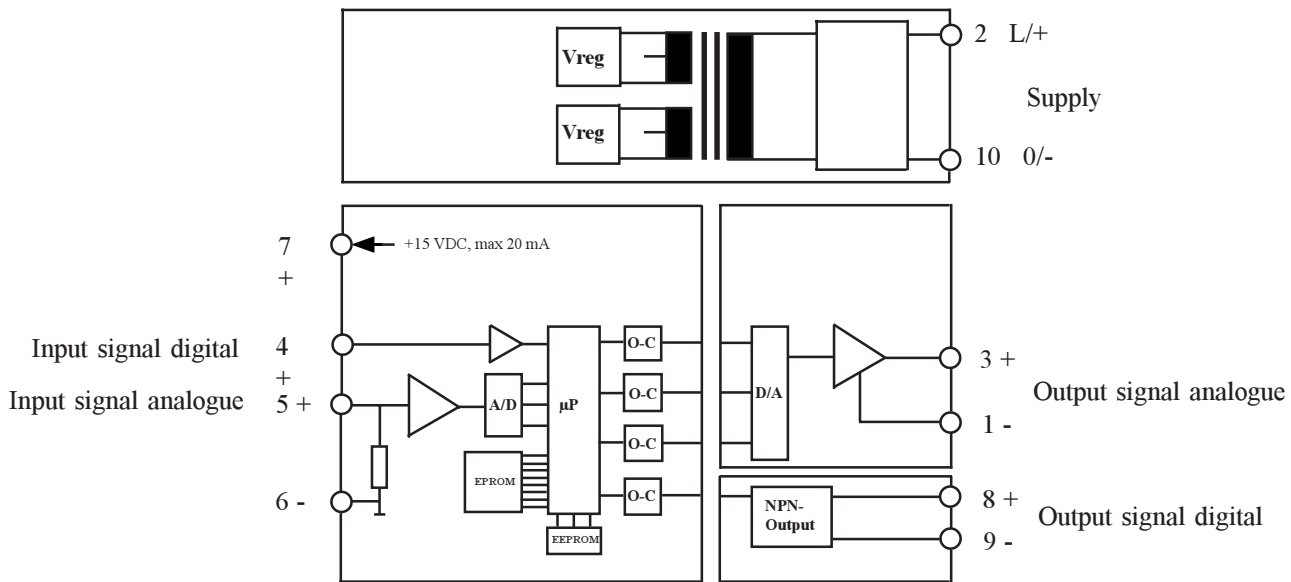 2 L/+
Vreg
Supply
Vreg
10 0/-
7
+
+15 VDC, max 20 mA
Input signal digital 4
+
O-C
3 +
Input signal analogue 5 +
A/D
µP
O-C
D/A
Output signal analogue
1 -
O-C
EPROM
6 -
O-C
NPN-
Output
8 +
Output signal digital
9 -
EEPROM